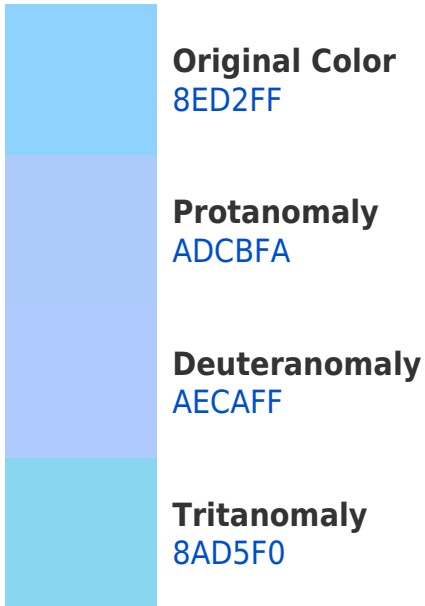 Original Color
8ED2FF
Protanomaly
ADCBFA
Deuteranomaly
AECAFF
Tritanomaly
8AD5F0